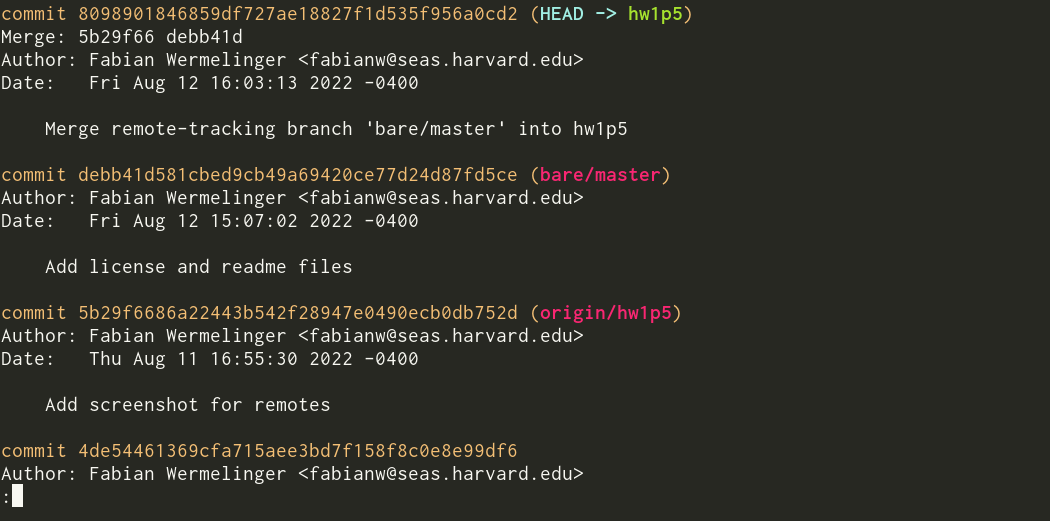 commit 8098901846859df727ae18827f1d535f956a0cd2 (HEAD -> hw1p5)
Merge: 5b29f66 debb41d
Author: Fabian Wermelinger <fabianw@seas.harvard.edu>
Date:   Fri Aug 12 16:03:13 2022 -0400
    Merge remote-tracking branch 'bare/master' into hw1p5
commit debb41d581cbed9cb49a69420ce77d24d87fd5ce (bare/master)
Author: Fabian Wermelinger <fabianw@seas.harvard.edu>
Date:   Fri Aug 12 15:07:02 2022 -0400
    Add license and readme files
commit 5b29f6686a22443b542f28947e0490ecb0db752d (origin/hw1p5)
Author: Fabian Wermelinger <fabianw@seas.harvard.edu>
Date:   Thu Aug 11 16:55:30 2022 -0400
    Add screenshot for remotes
commit 4de54461369cfa715aee3bd7f158f8c0e8e99df6
Author: Fabian Wermelinger <fabianw@seas.harvard.edu>
: